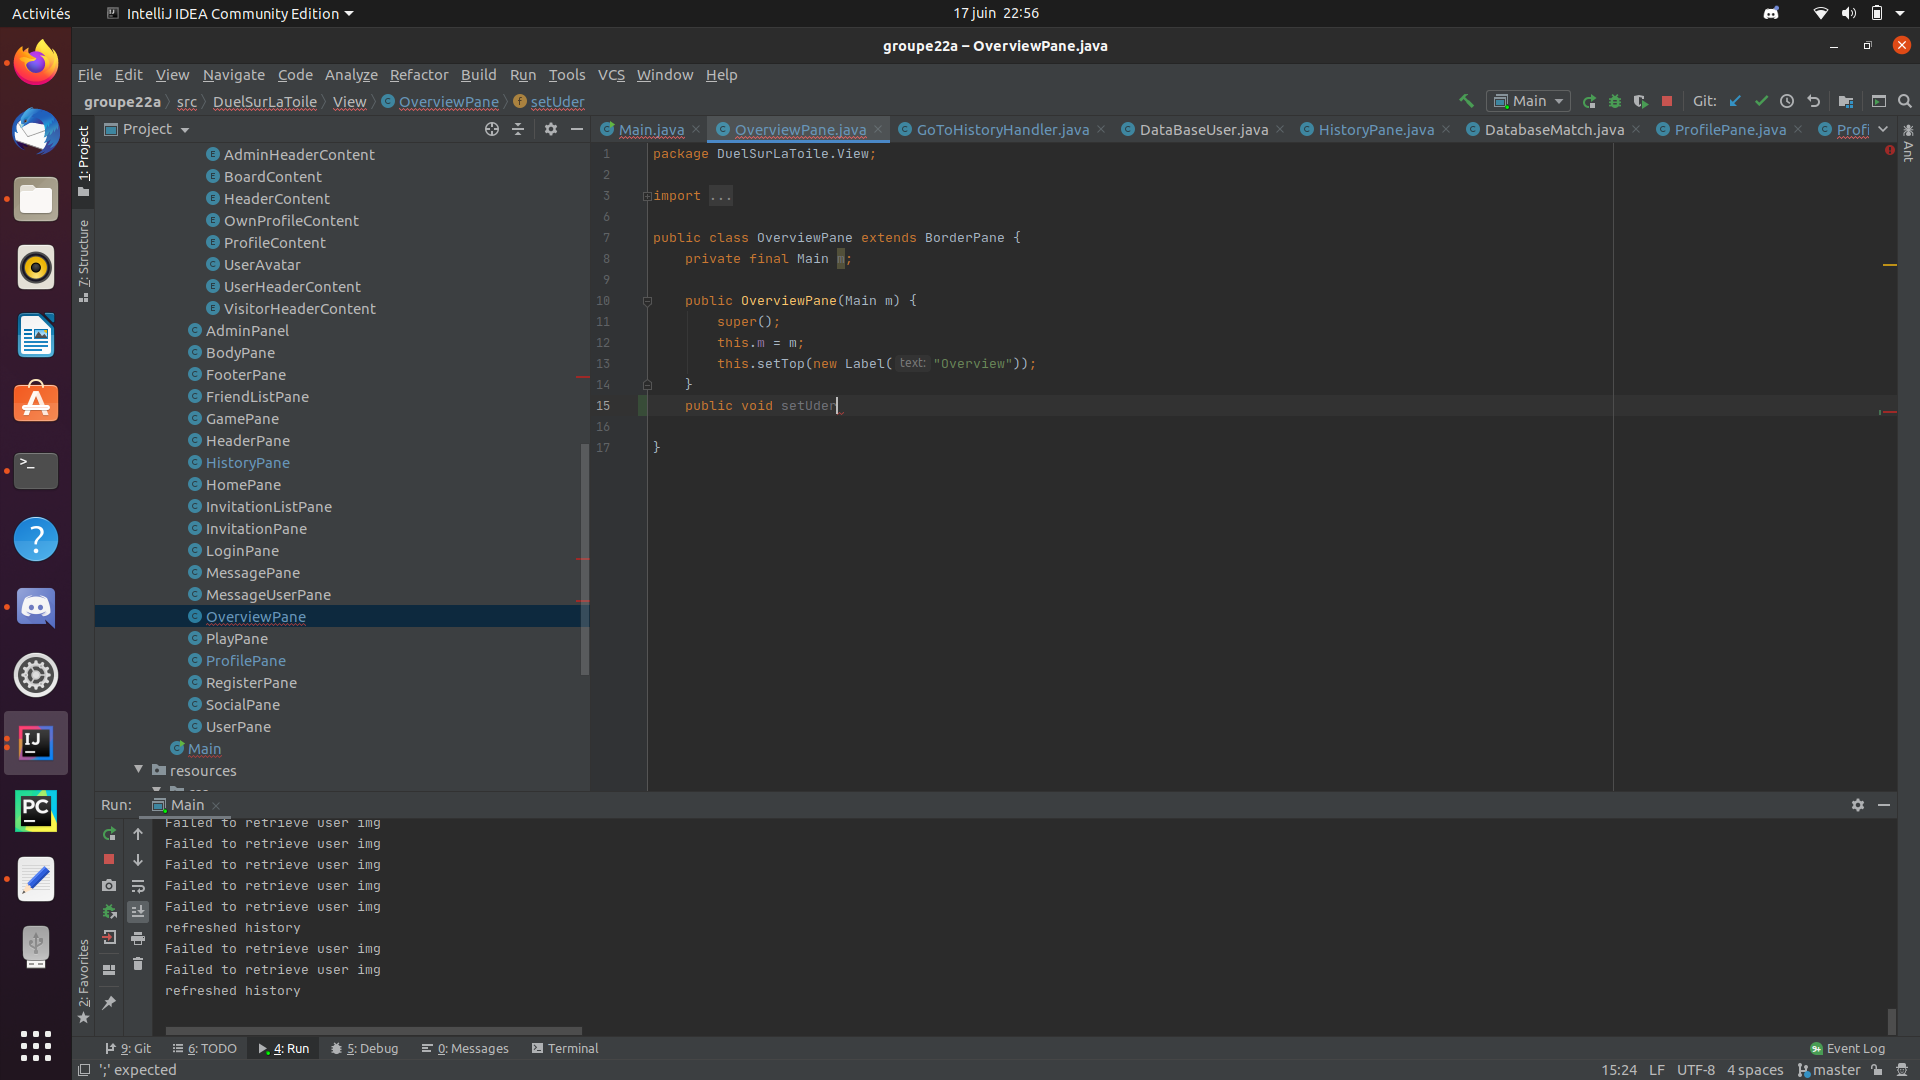 Activités
IntelliJ IDEA Community Edition
17 juin 22:56
groupe22a – OverviewPane.java
File Edit View Navigate Code Analyze Refactor Build Run Tools VCS Window Help
groupe22a src DuelSurLaToile View OverviewPane setUder
Main
Git:
1: Project
7: Structure
2: Favorites
Project
AdminHeaderContent
BoardContent
HeaderContent
OwnProfileContent
ProfileContent
UserAvatar
UserHeaderContent
VisitorHeaderContent
AdminPanel
BodyPane
FooterPane
FriendListPane
GamePane
HeaderPane
HistoryPane
HomePane
InvitationListPane
InvitationPane
LoginPane
MessagePane
MessageUserPane
OverviewPane
PlayPane
ProfilePane
RegisterPane
SocialPane
UserPane
Main
resources
Main.java OverviewPane.java GoToHistoryHandler.java DataBaseUser.java HistoryPane.java DatabaseMatch.java ProfilePane.java Profi
Ant
1 package DuelSurLaToile.View;
2
3 import ...
6
7 public class OverviewPane extends BorderPane {
8 private final Main m;
9
10 public OverviewPane(Main m) {
11 super();
12 this.m = m;
13 this.setTop(new Label( text: "Overview"));
14 }
15 public void setUder
16
17 }
Run: Main
Failed to retrieve user img
Failed to retrieve user img
Failed to retrieve user img
Failed to retrieve user img
Failed to retrieve user img
refreshed history
Failed to retrieve user img
Failed to retrieve user img
refreshed history
9: Git 6: TODO 4: Run 5: Debug 0: Messages Terminal
9+ Event Log
';' expected
15:24 LF UTF-8 4 spaces master